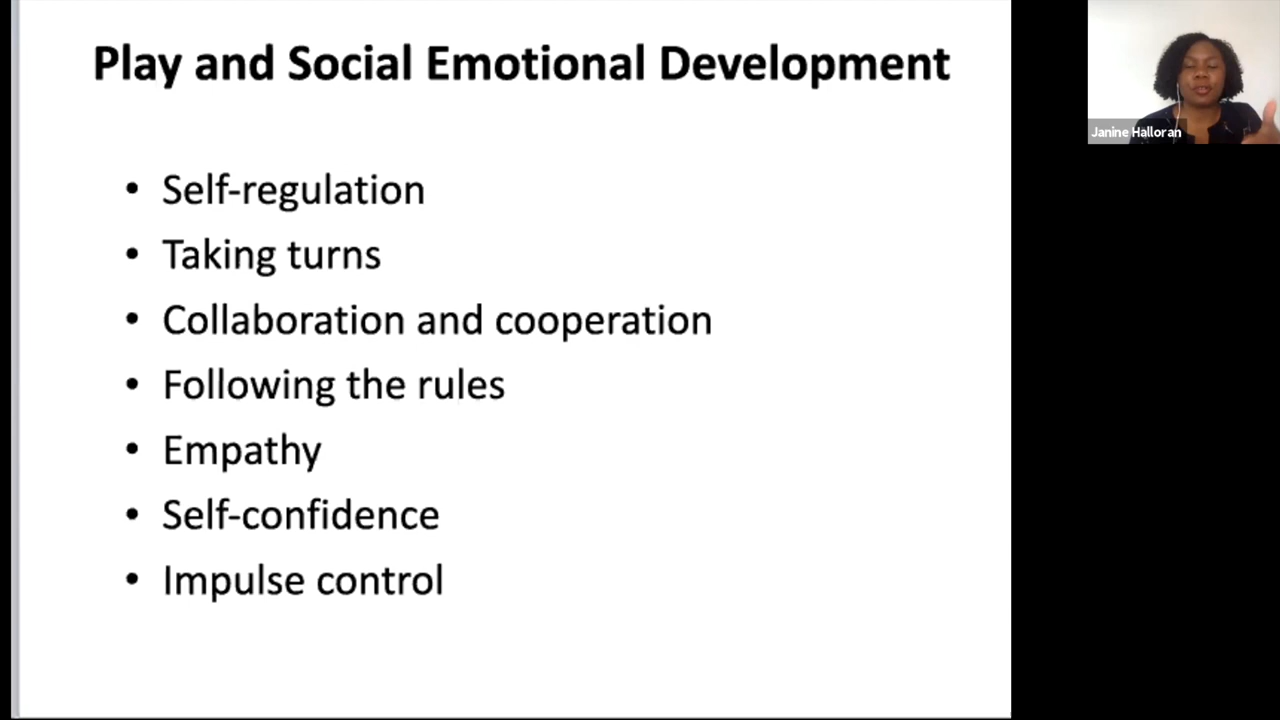 Play and Social Emotional Development
• Self-regulation
• Taking turns
• Collaboration and cooperation
• Following the rules
• Empathy
• Self-confidence
• Impulse control
Janine Halloran